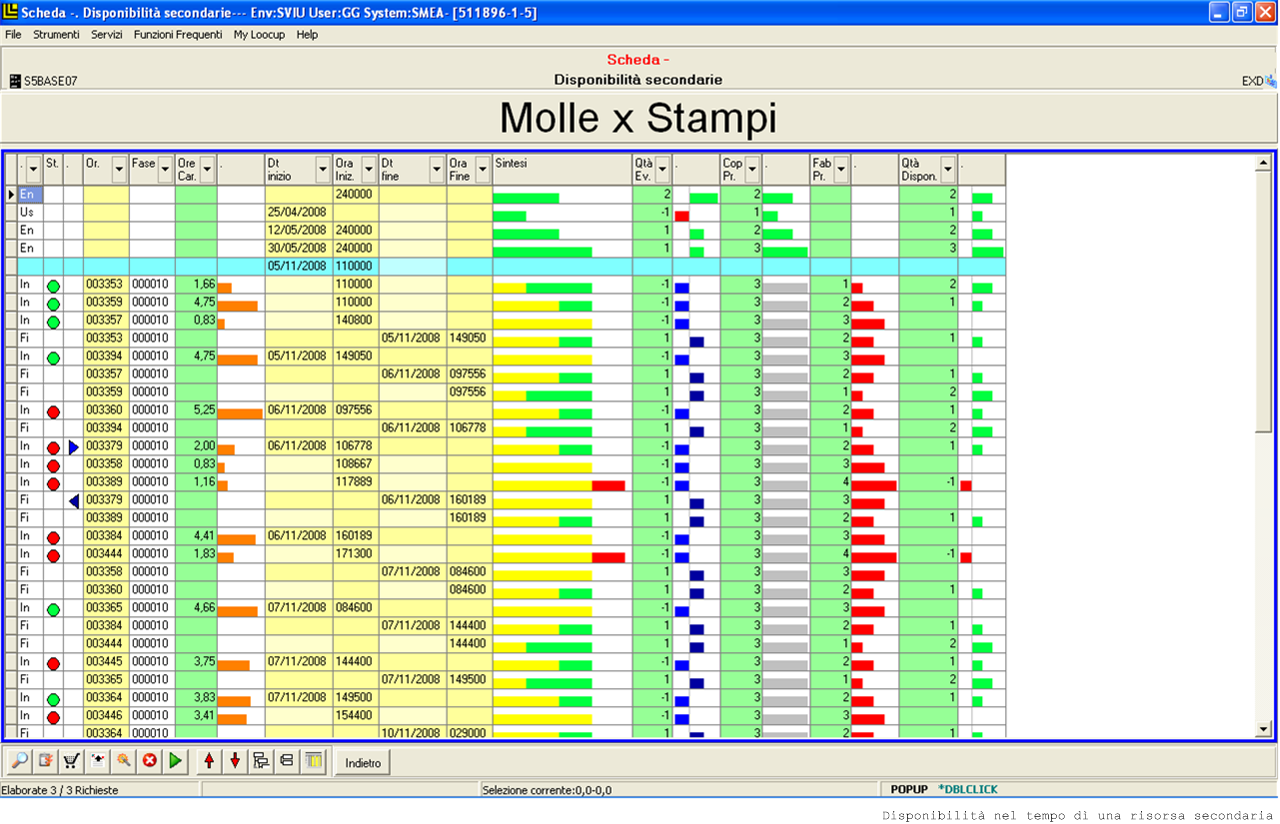 Scheda -. Disponibilità secondarie--- Env:SVIU User:GG System:SMEA- [511896-1-5]
File Strumenti Servizi Funzioni Frequenti My Loocup Help
Scheda -
S5BASE07 Disponibilità secondarie EXD
Molle x Stampi
. St. . Or. Fase Ore Car. . Dt inizio Ora Iniz. Dt fine Ora Fine Sintesi Qtà Ev. . Cop Pr. . Fab Pr. . Qtà Dispon. .
En 240000 2 2 2
Us 25/04/2008 -1 1 1
En 12/05/2008 240000 1 2 2
En 30/05/2008 240000 1 3 3
05/11/2008 110000
In 003353 000010 1,66 110000 -1 3 1 2
In 003359 000010 4,75 110000 -1 3 2 1
In 003357 000010 0,83 140800 -1 3 3
Fi 003353 000010 05/11/2008 149050 1 3 2 1
In 003394 000010 4,75 05/11/2008 149050 -1 3 3
Fi 003357 000010 06/11/2008 097556 1 3 2 1
Fi 003359 000010 097556 1 3 1 2
In 003360 000010 5,25 06/11/2008 097556 -1 3 2 1
Fi 003394 000010 06/11/2008 106778 1 3 1 2
In 003379 000010 2,00 06/11/2008 106778 -1 3 2 1
In 003358 000010 0,83 108667 -1 3 3
In 003389 000010 1,16 117889 -1 3 4 -1
Fi 003379 000010 06/11/2008 160189 1 3 3
Fi 003389 000010 160189 1 3 2 1
In 003384 000010 4,41 06/11/2008 160189 -1 3 3
In 003444 000010 1,83 171300 -1 3 4 -1
Fi 003358 000010 07/11/2008 084600 1 3 3
Fi 003360 000010 084600 1 3 2 1
In 003365 000010 4,66 07/11/2008 084600 -1 3 3
Fi 003384 000010 07/11/2008 144400 1 3 2 1
Fi 003444 000010 144400 1 3 1 2
In 003445 000010 3,75 07/11/2008 144400 -1 3 2 1
Fi 003365 000010 07/11/2008 149500 1 3 1 2
In 003364 000010 3,83 07/11/2008 149500 -1 3 2 1
In 003446 000010 3,41 154400 -1 3 3
Fi 003364 000010 10/11/2008 029000 1 3 2 1
Indietro
Elaborate 3 / 3 Richieste Selezione corrente:0,0-0,0 POPUP *DBLCLICK
Disponibilità nel tempo di una risorsa secondaria